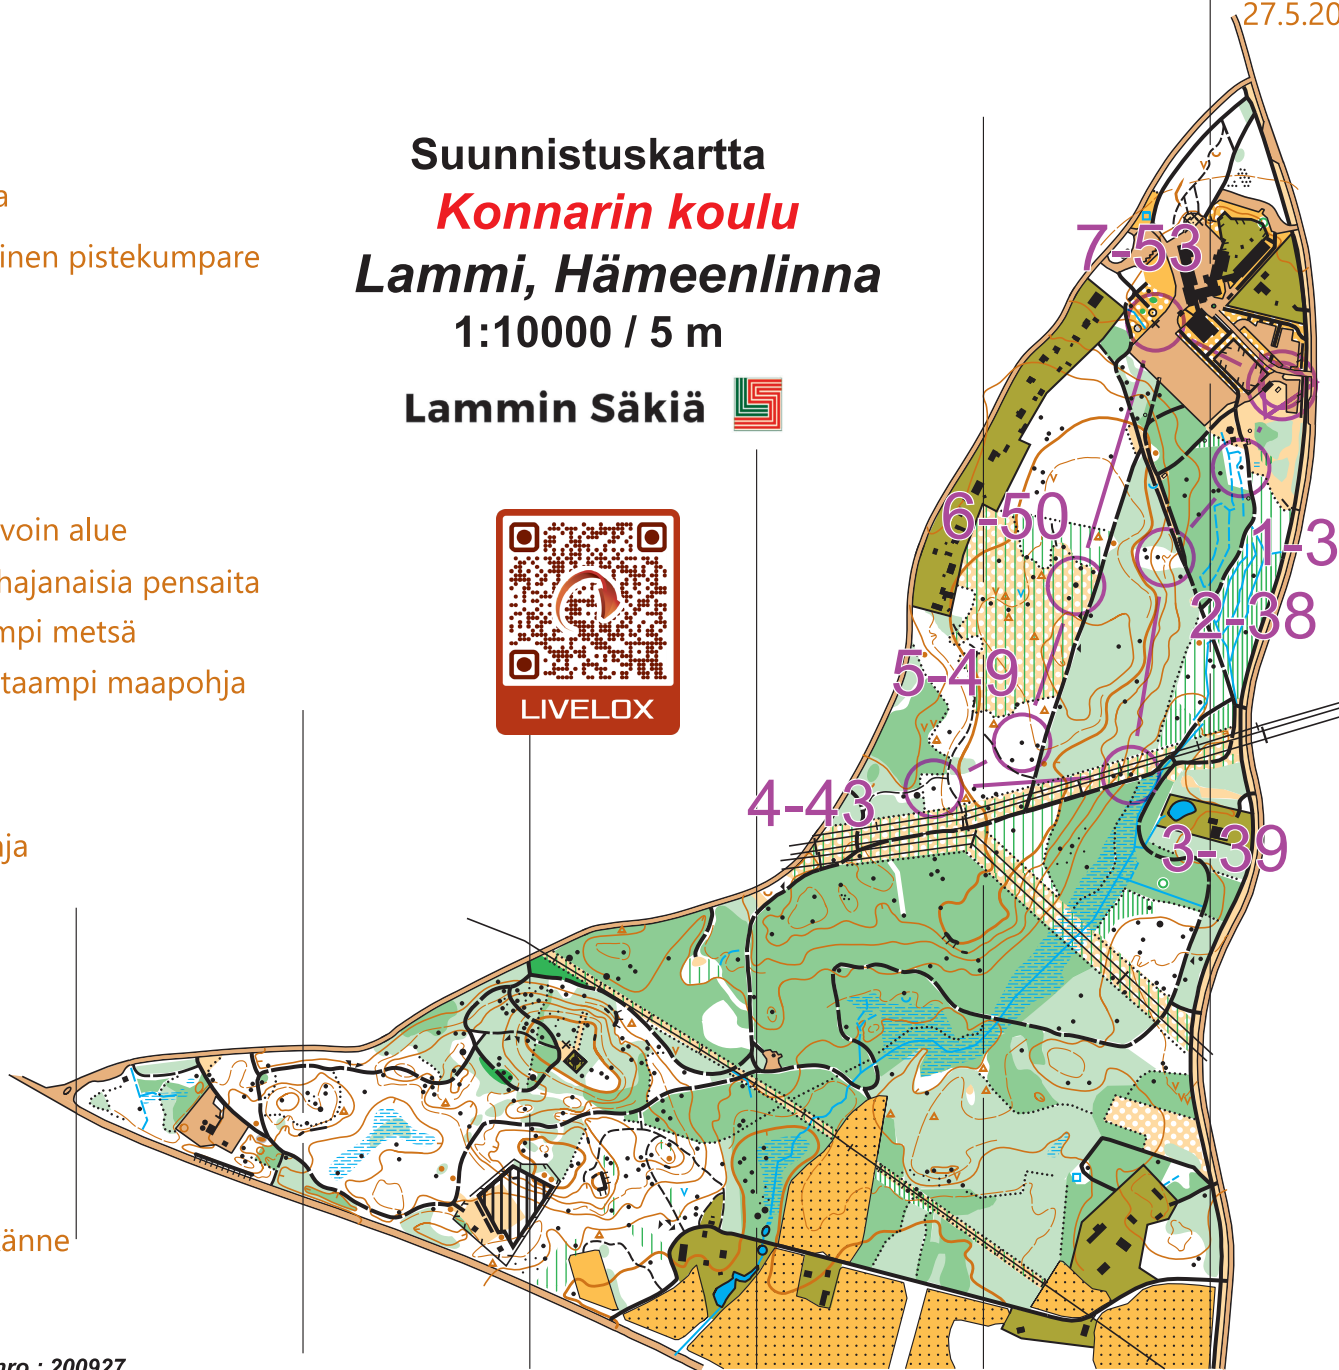 27.5.20
Suunnistuskartta
Konnarin koulu
Lammi, Hämeenlinna
1:10000 / 5 m
Lammin Säkiä
LIVELOX
a
inen pistekumpare
voin alue
hajanaisia pensaita
mpi metsä
taampi maapohja
ja
änne
nro : 200927
7-53
6-50
1-3
2-38
5-49
4-43
3-39